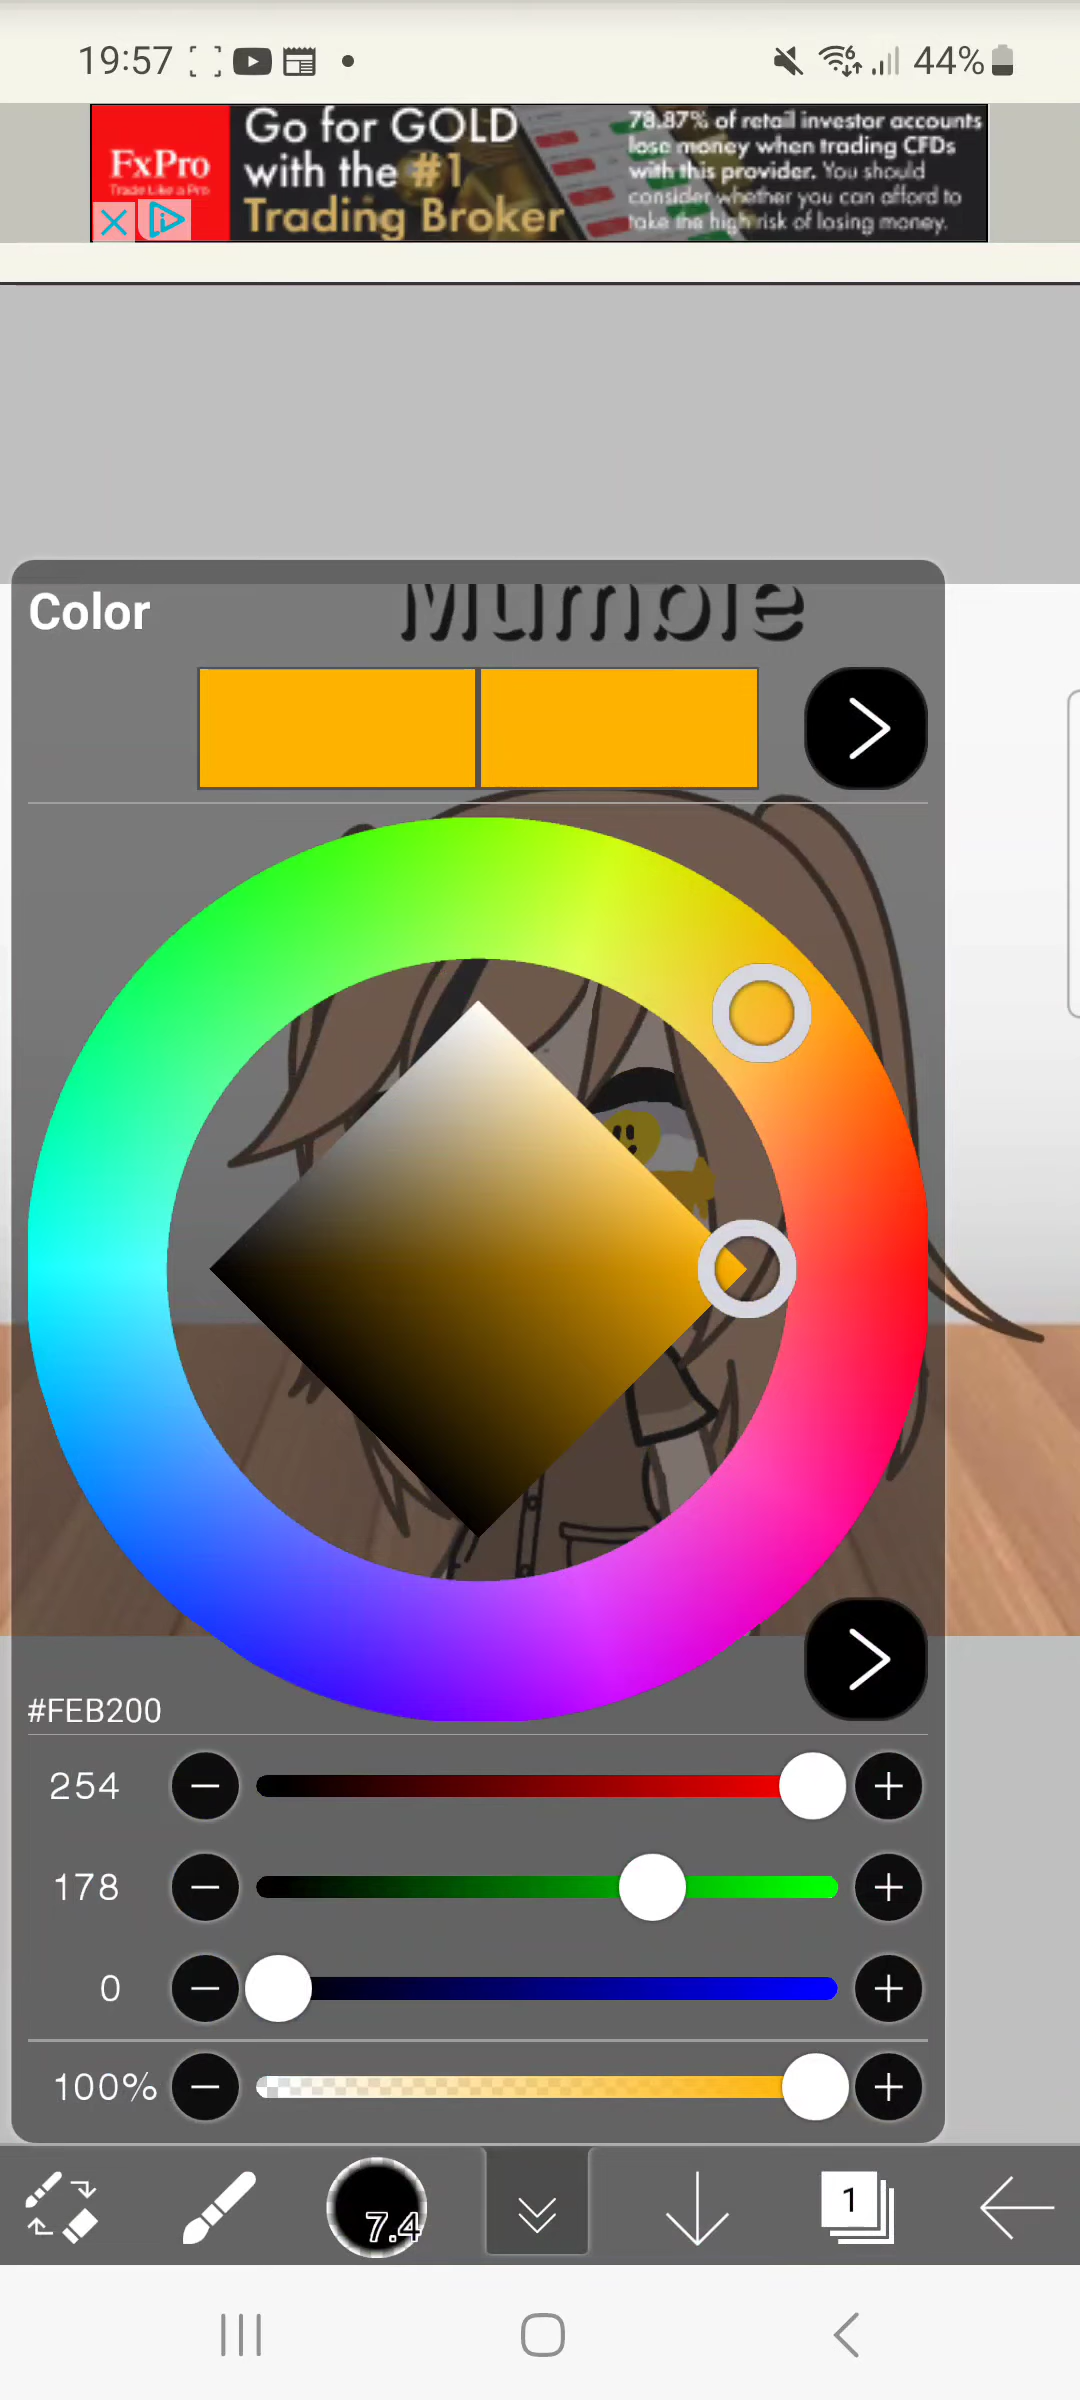 19:57
6
44%
FxPro
Trade Like a Pro
Go for GOLD
with the #1
Trading Broker
78.87% of retail investor accounts
lose money when trading CFDs
with this provider. You should
consider whether you can afford to
take the high risk of losing money.
Color
Mumble
#FEB200
254
178
0
100%
7.4
1